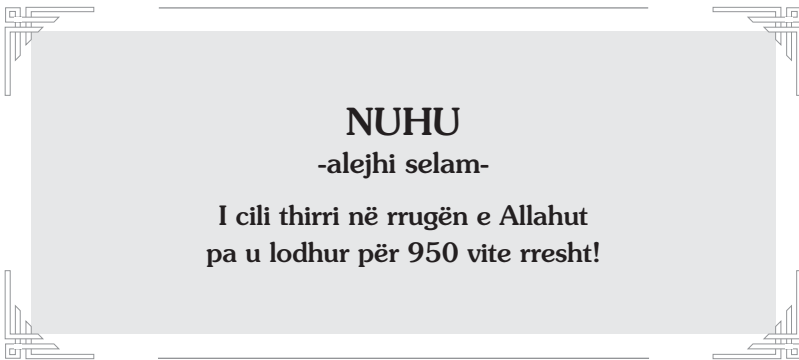 NUHU
-alejhi selam-
I cili thirri në rrugën e Allahut
pa u lodhur për 950 vite rresht!